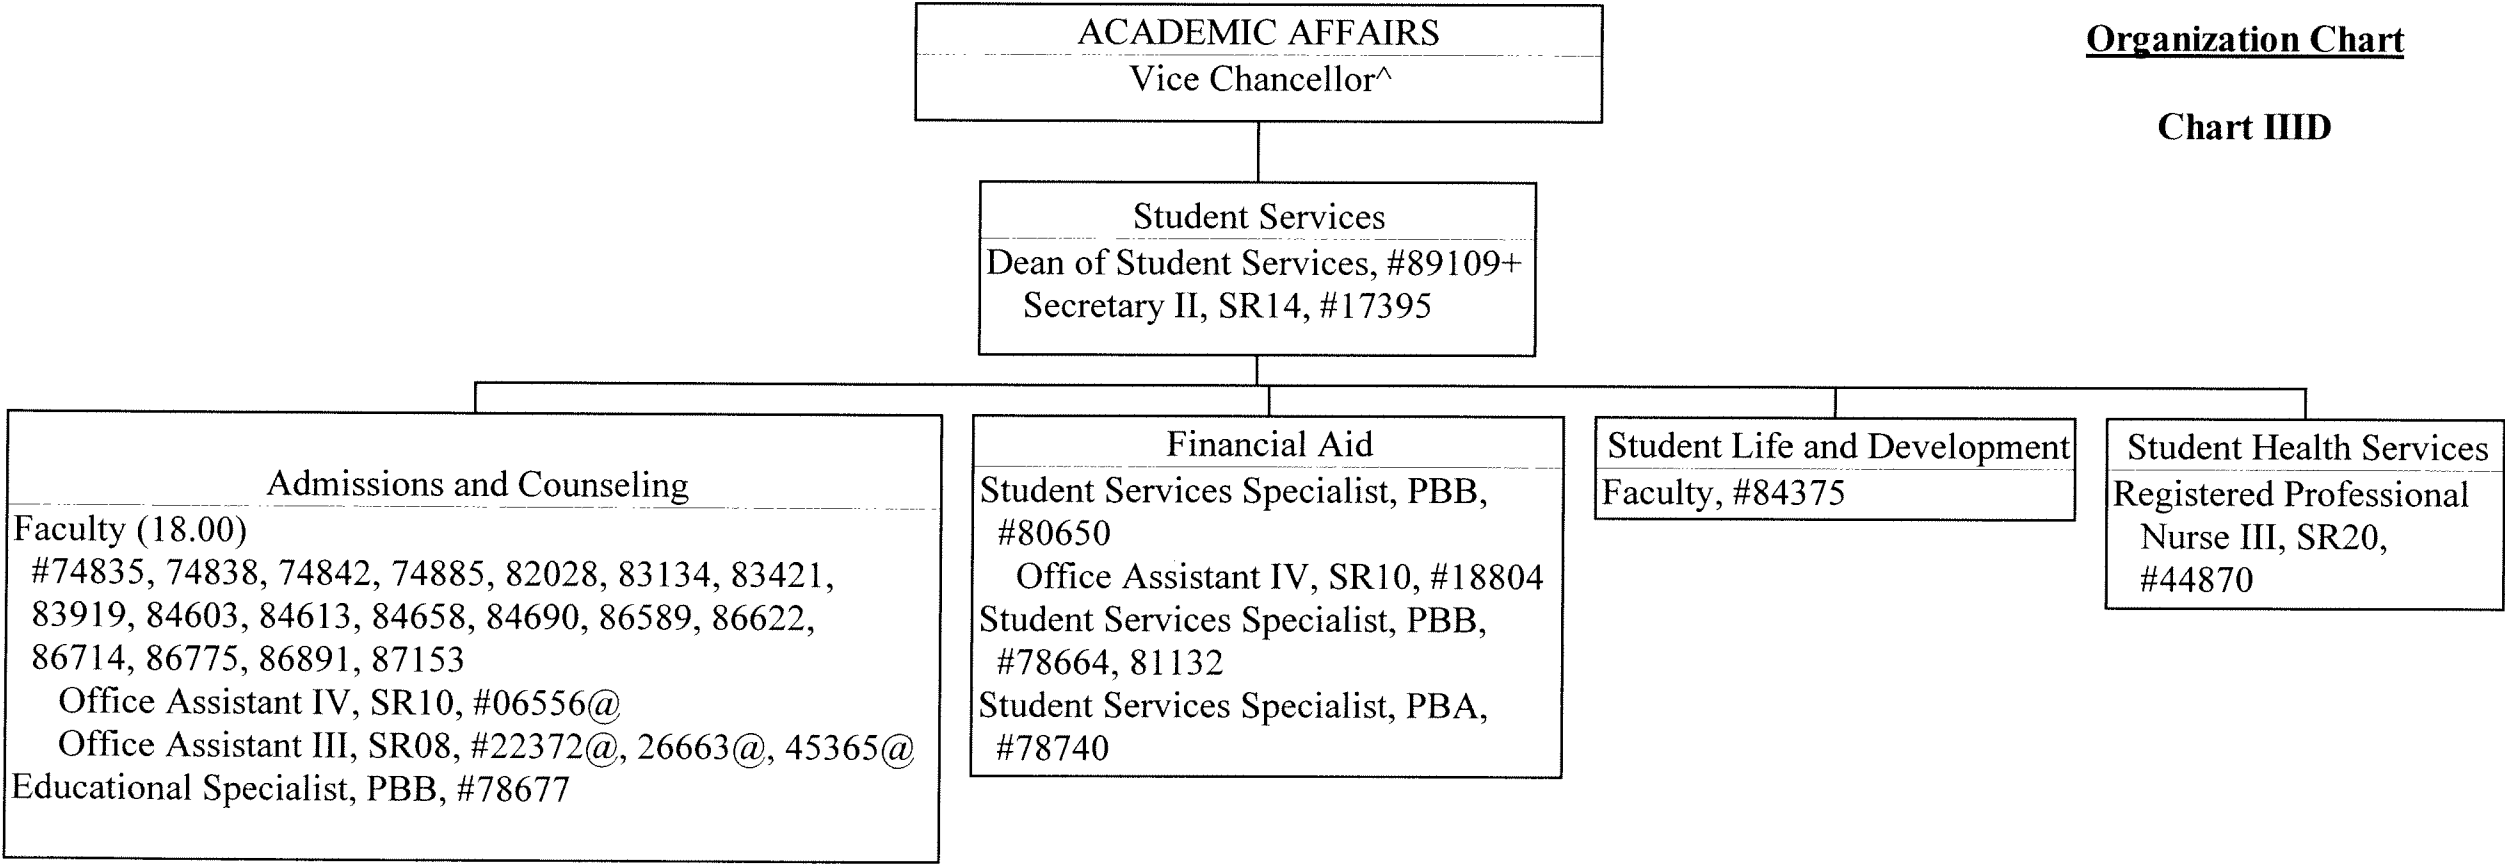 ACADEMIC AFFAIRS
Vice Chancellor^
Organization Chart
Chart IIID
Student Services
Dean of Student Services, #89109+
Secretary II, SR14, #17395
Admissions and Counseling
Faculty (18.00)
#74835, 74838, 74842, 74885, 82028, 83134, 83421,
83919, 84603, 84613, 84658, 84690, 86589, 86622,
86714, 86775, 86891, 87153
Office Assistant IV, SR10, #06556@
Office Assistant III, SR08, #22372@, 26663@, 45365@
Educational Specialist, PBB, #78677
Financial Aid
Student Services Specialist, PBB,
#80650
Office Assistant IV, SR10, #18804
Student Services Specialist, PBB,
#78664, 81132
Student Services Specialist, PBA,
#78740
Student Life and Development
Faculty, #84375
Student Health Services
Registered Professional
Nurse III, SR20,
#44870